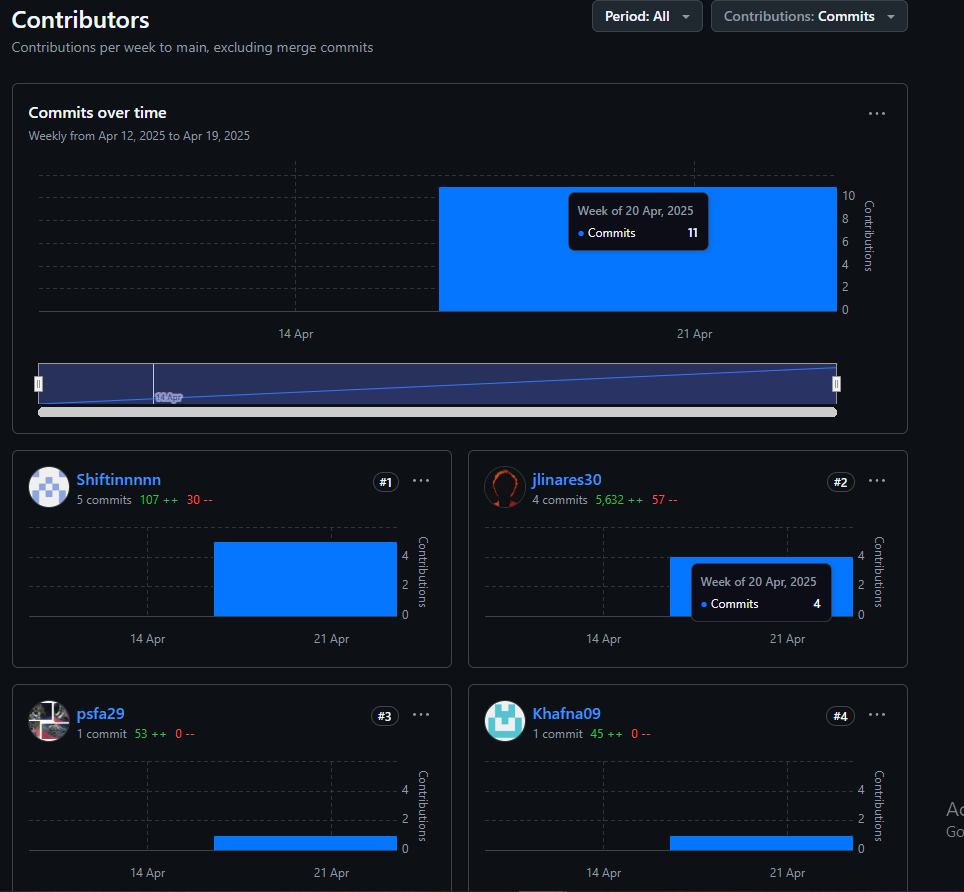 Contributors
Period: All
Contributions: Commits
Contributions per week to main, excluding merge commits
Commits over time
Weekly from Apr 12, 2025 to Apr 19, 2025
Week of 20 Apr, 2025
Commits 11
10
8
6
4
2
0
Contributions
14 Apr
21 Apr
14 Apr
Shiftinnnnn
#1
5 commits 107 ++ 30 --
4
2
0
Contributions
14 Apr
21 Apr
jlinares30
#2
4 commits 5,632 ++ 57 --
Week of 20 Apr, 2025
Commits 4
4
2
0
Contributions
14 Apr
21 Apr
psfa29
#3
1 commit 53 ++ 0 --
4
2
0
Contributions
14 Apr
21 Apr
Khafna09
#4
1 commit 45 ++ 0 --
4
2
0
Contributions
14 Apr
21 Apr
Ac
Go